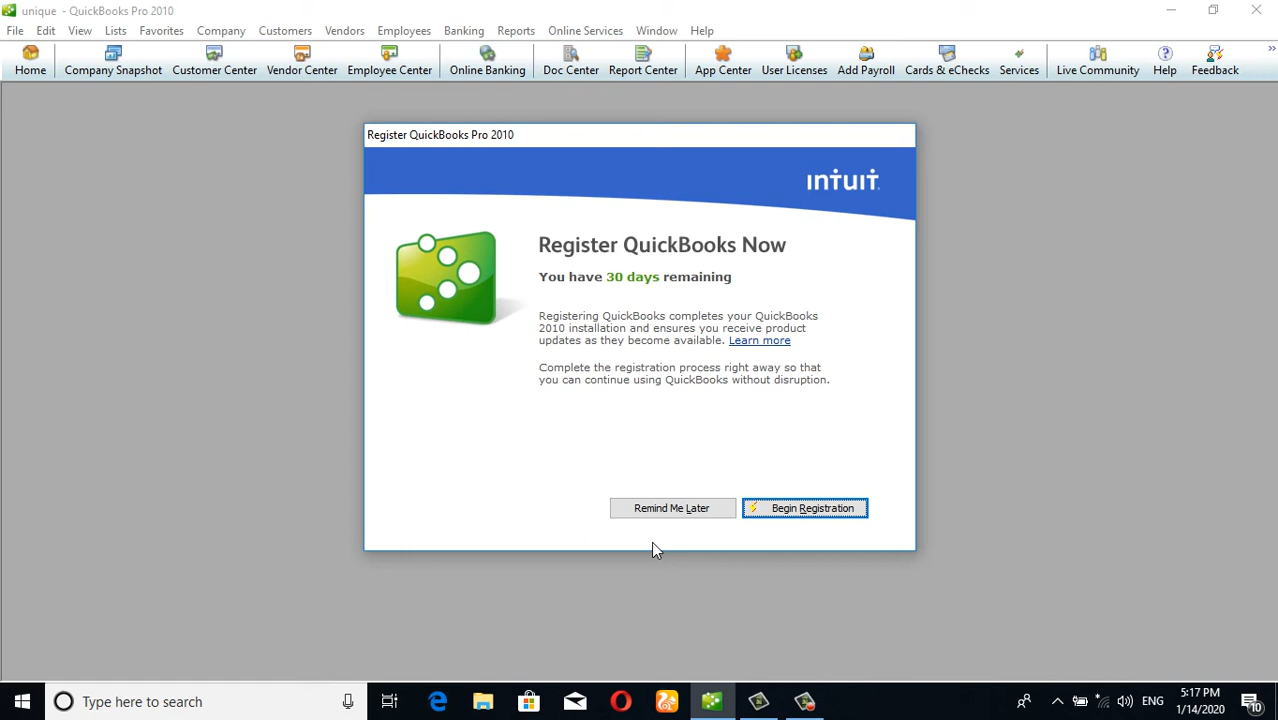 unique - QuickBooks Pro 2010
File Edit View Lists Favorites Company Customers Vendors Employees Banking Reports Online Services Window Help
Home Company Snapshot Customer Center Vendor Center Employee Center Online Banking Doc Center Report Center App Center User Licenses Add Payroll Cards & eChecks Services Live Community Help Feedback
Register QuickBooks Pro 2010
intuit.
Register QuickBooks Now
You have 30 days remaining
Registering QuickBooks completes your QuickBooks
2010 installation and ensures you receive product
updates as they become available. Learn more
Complete the registration process right away so that
you can continue using QuickBooks without disruption.
Remind Me Later Begin Registration
Type here to search ENG 5:17 PM
1/14/2020 10